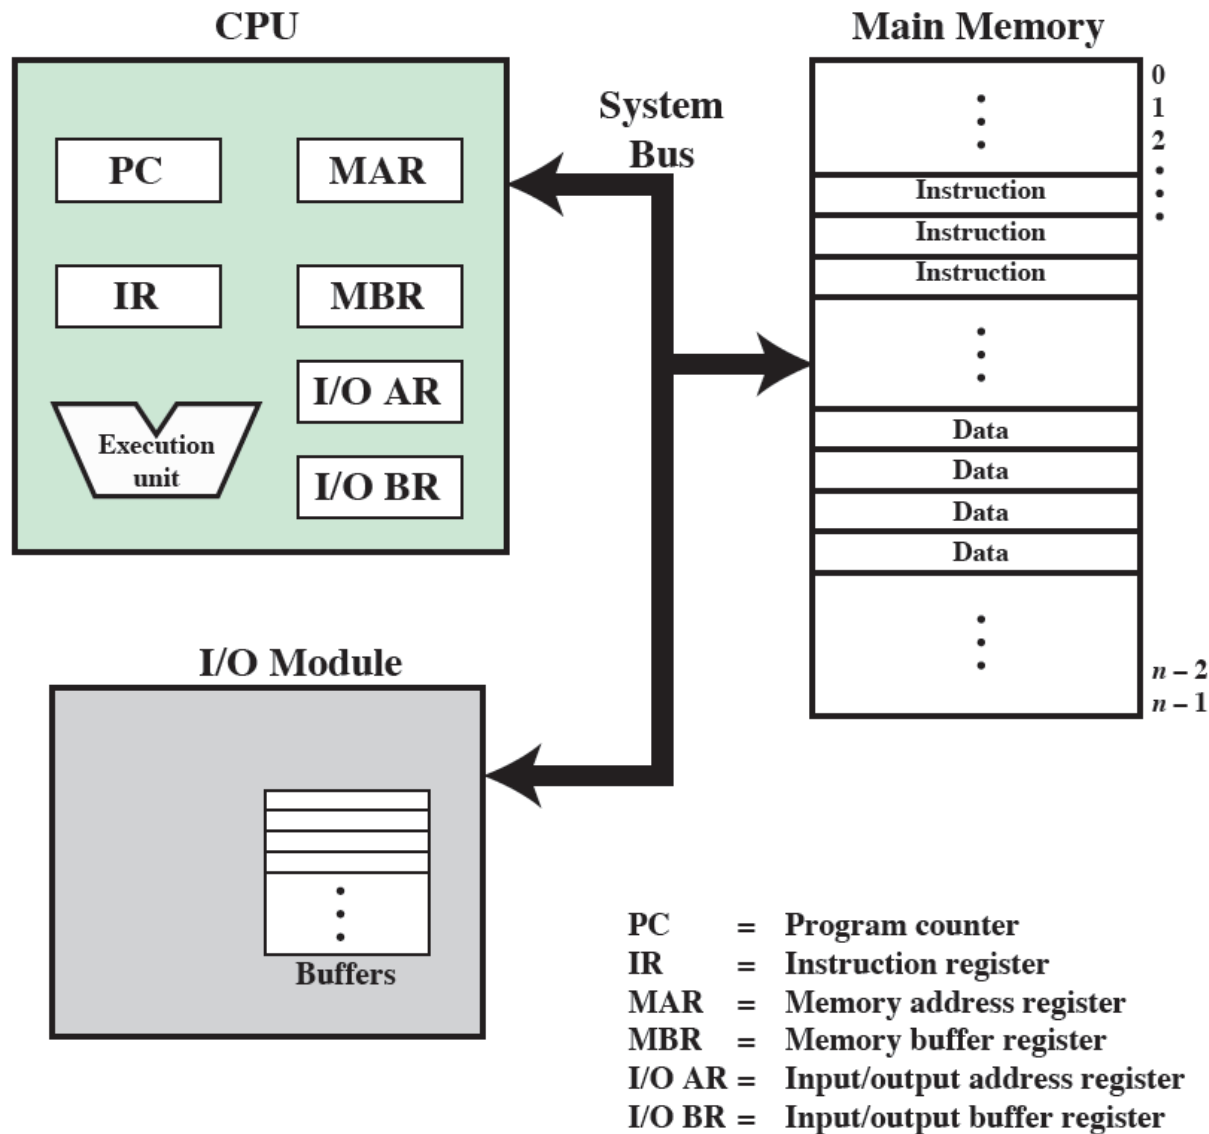 CPU
PC
MAR
IR
MBR
I/O AR
I/O BR
Execution
unit
System
Bus
Main Memory
0
1
2
Instruction
Instruction
Instruction
Data
Data
Data
Data
n – 2
n – 1
I/O Module
Buffers
PC = Program counter
IR = Instruction register
MAR = Memory address register
MBR = Memory buffer register
I/O AR = Input/output address register
I/O BR = Input/output buffer register